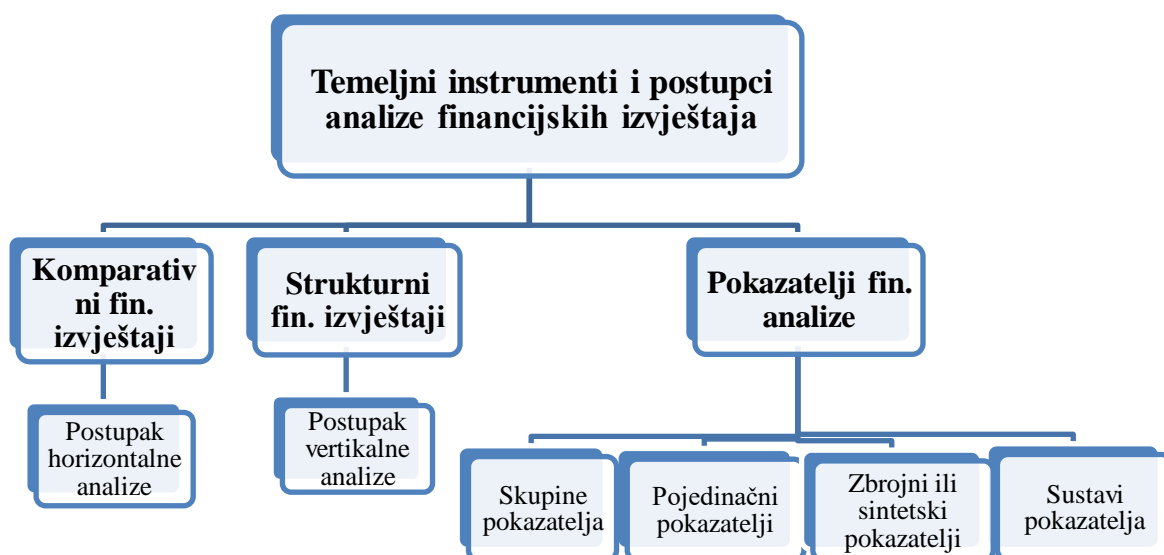 Temeljni instrumenti i postupci
analize financijskih izvještaja
Komparativ
ni fin.
izvještaji
Strukturni
fin. izvještaji
Pokazatelji fin.
analize
Postupak
horizontalne
analize
Postupak
vertikalne
analize
Skupine
pokazatelja
Pojedinačni
pokazatelji
Zbrojni ili
sintetski
pokazatelji
Sustavi
pokazatelja